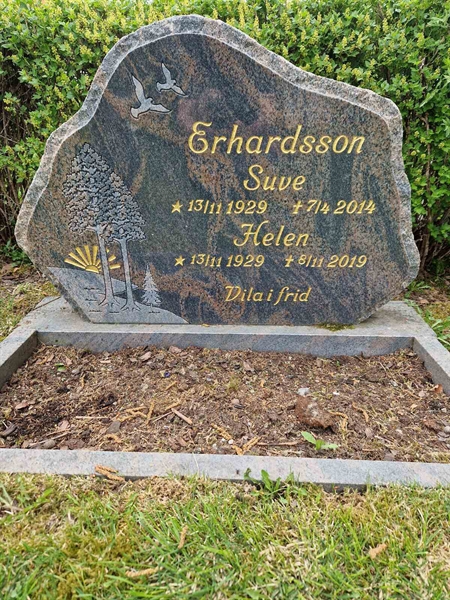 Erhardsson
Suve
★ 13/11 1929 ✝ 7/4 2014
Helen
★ 13/11 1929 ✝ 8/11 2019
Vila i frid